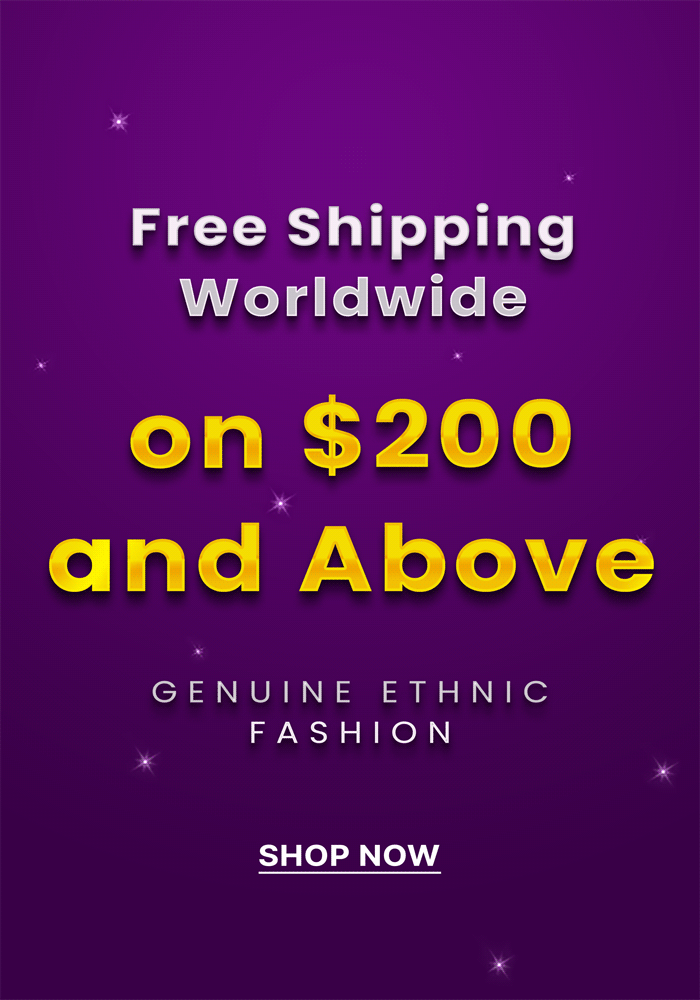 Free Shipping
Worldwide
on $200
and Above
GENUINE ETHNIC
FASHION
SHOP NOW